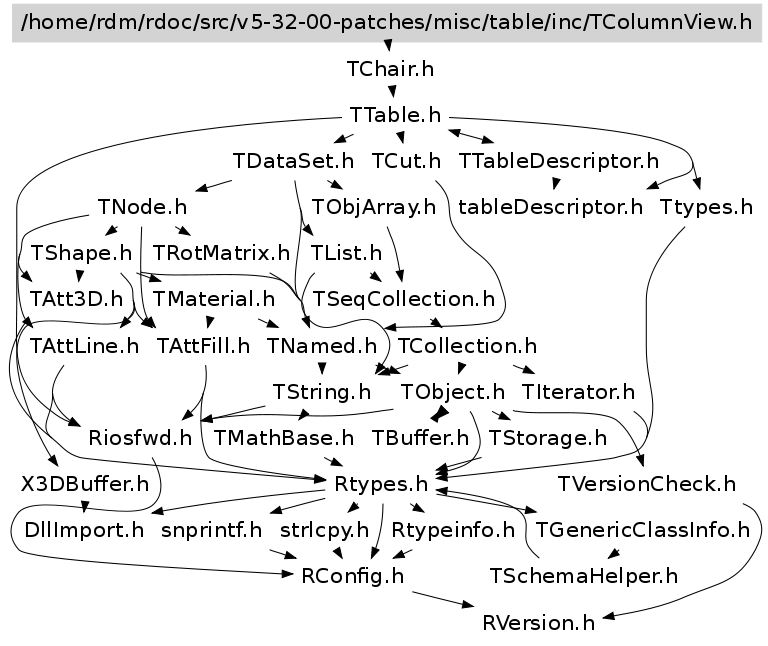 /home/rdm/rdoc/src/v5-32-00-patches/misc/table/inc/TColumnView.h
TChair.h
TTable.h
TDataSet.h TCut.h TTableDescriptor.h
TNode.h TObjArray.h tableDescriptor.h Ttypes.h
TShape.h TRotMatrix.h TList.h
TAtt3D.h TMaterial.h TSeqCollection.h
TAttLine.h TAttFill.h TNamed.h TCollection.h
TString.h TObject.h TIterator.h
Riosfwd.h TMathBase.h TBuffer.h TStorage.h
X3DBuffer.h Rtypes.h TVersionCheck.h
DllImport.h snprintf.h strlcpy.h Rtypeinfo.h TGenericClassInfo.h
RConfig.h TSchemaHelper.h
RVersion.h